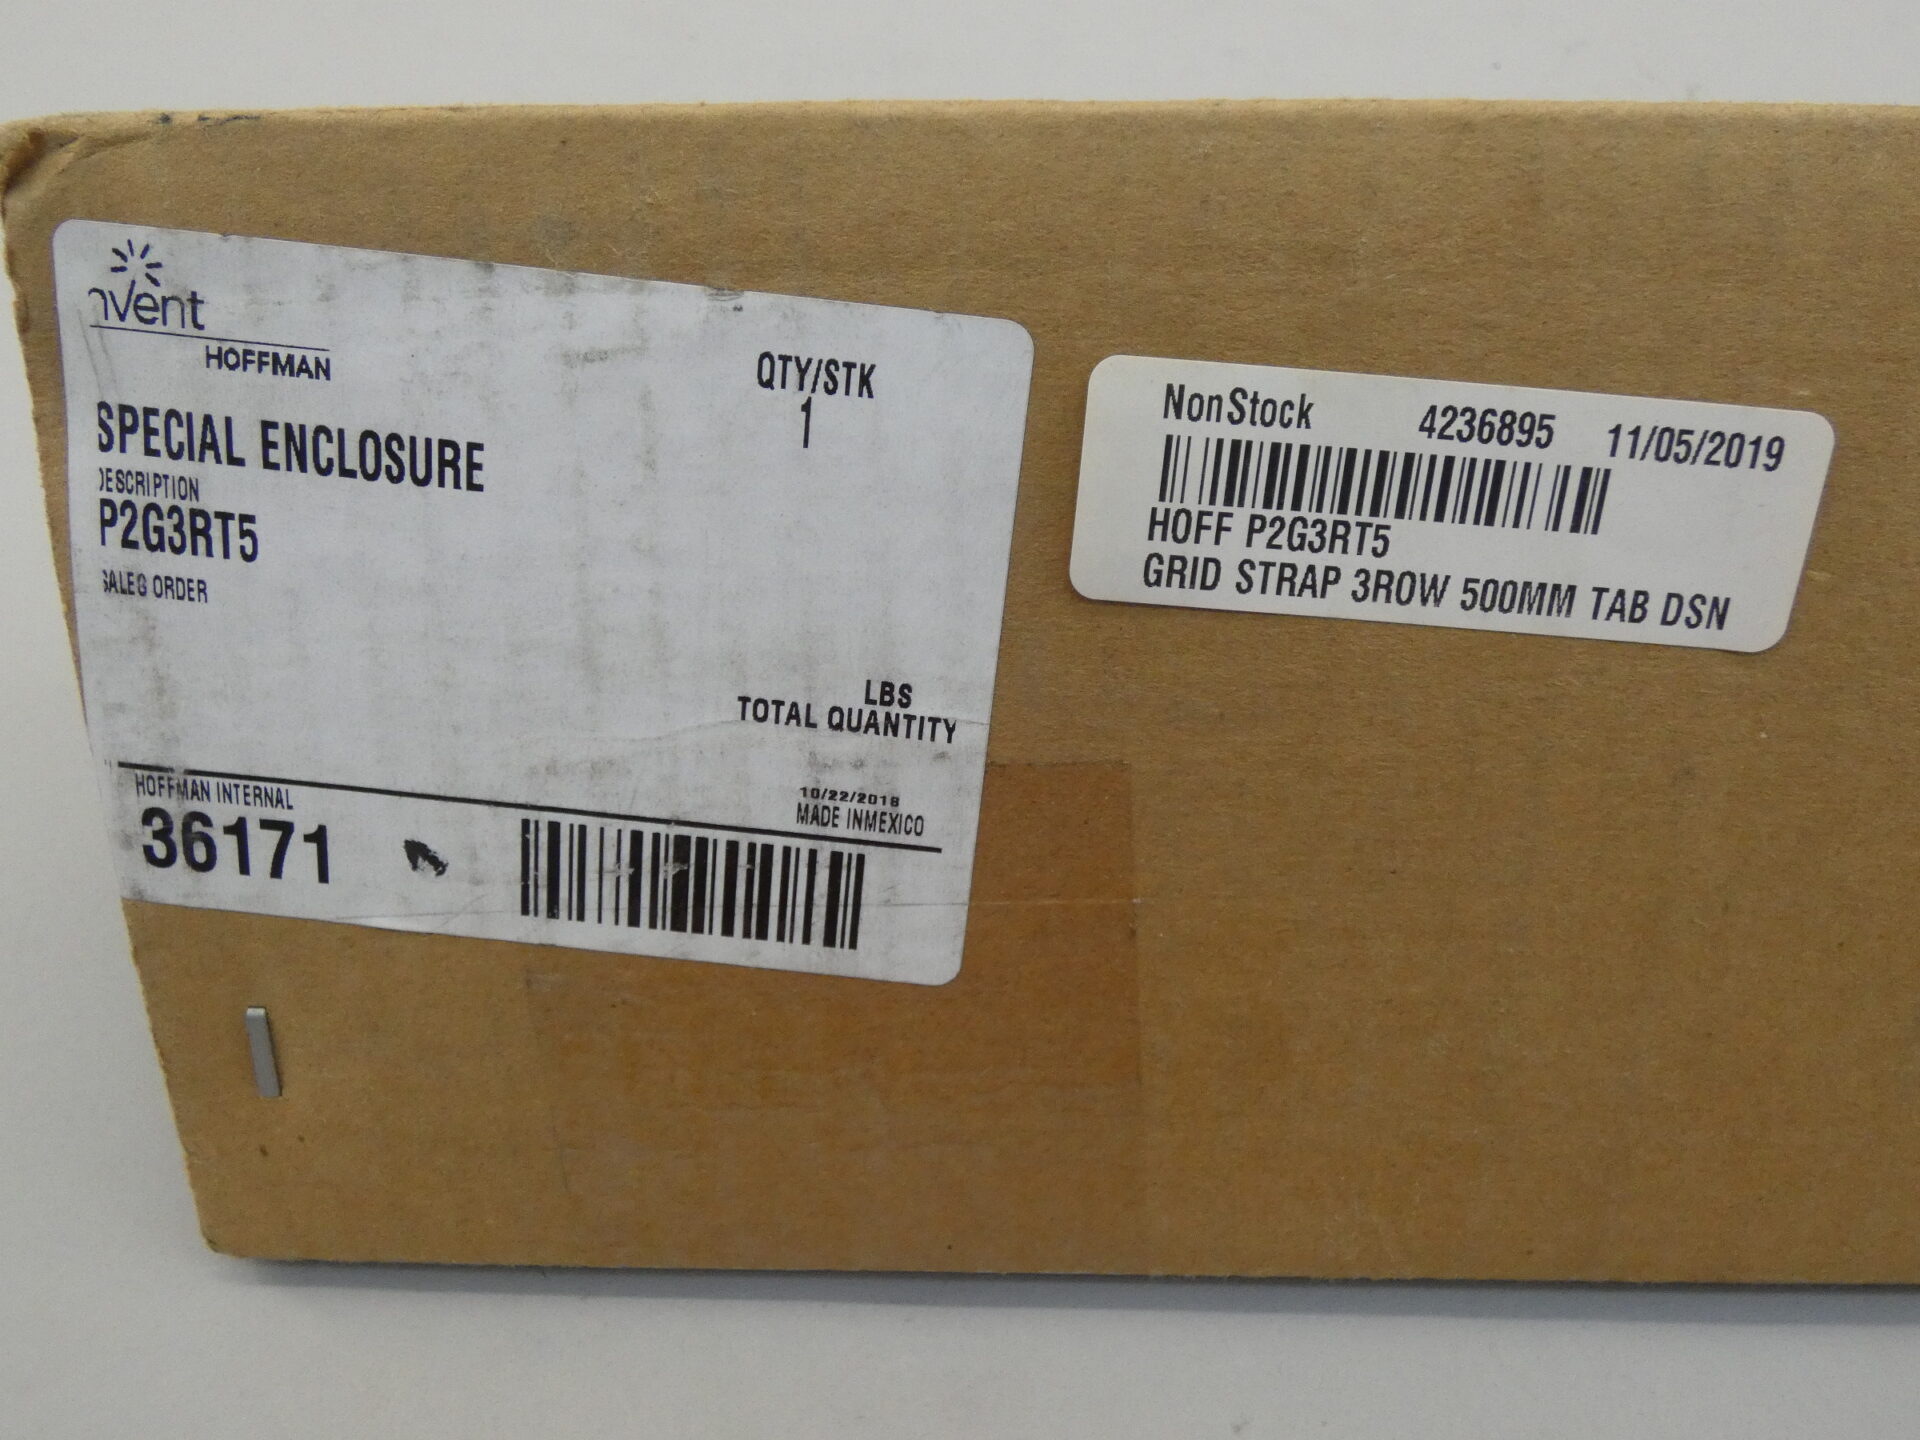 nVent
HOFFMAN
QTY/STK
1
SPECIAL ENCLOSURE
DESCRIPTION
P2G3RT5
SALES ORDER
LBS
TOTAL QUANTITY
10/22/2018
MADE INMEXICO
HOFFMAN INTERNAL
36171
NonStock 4236895 11/05/2019
HOFF P2G3RT5
GRID STRAP 3ROW 500MM TAB DSN